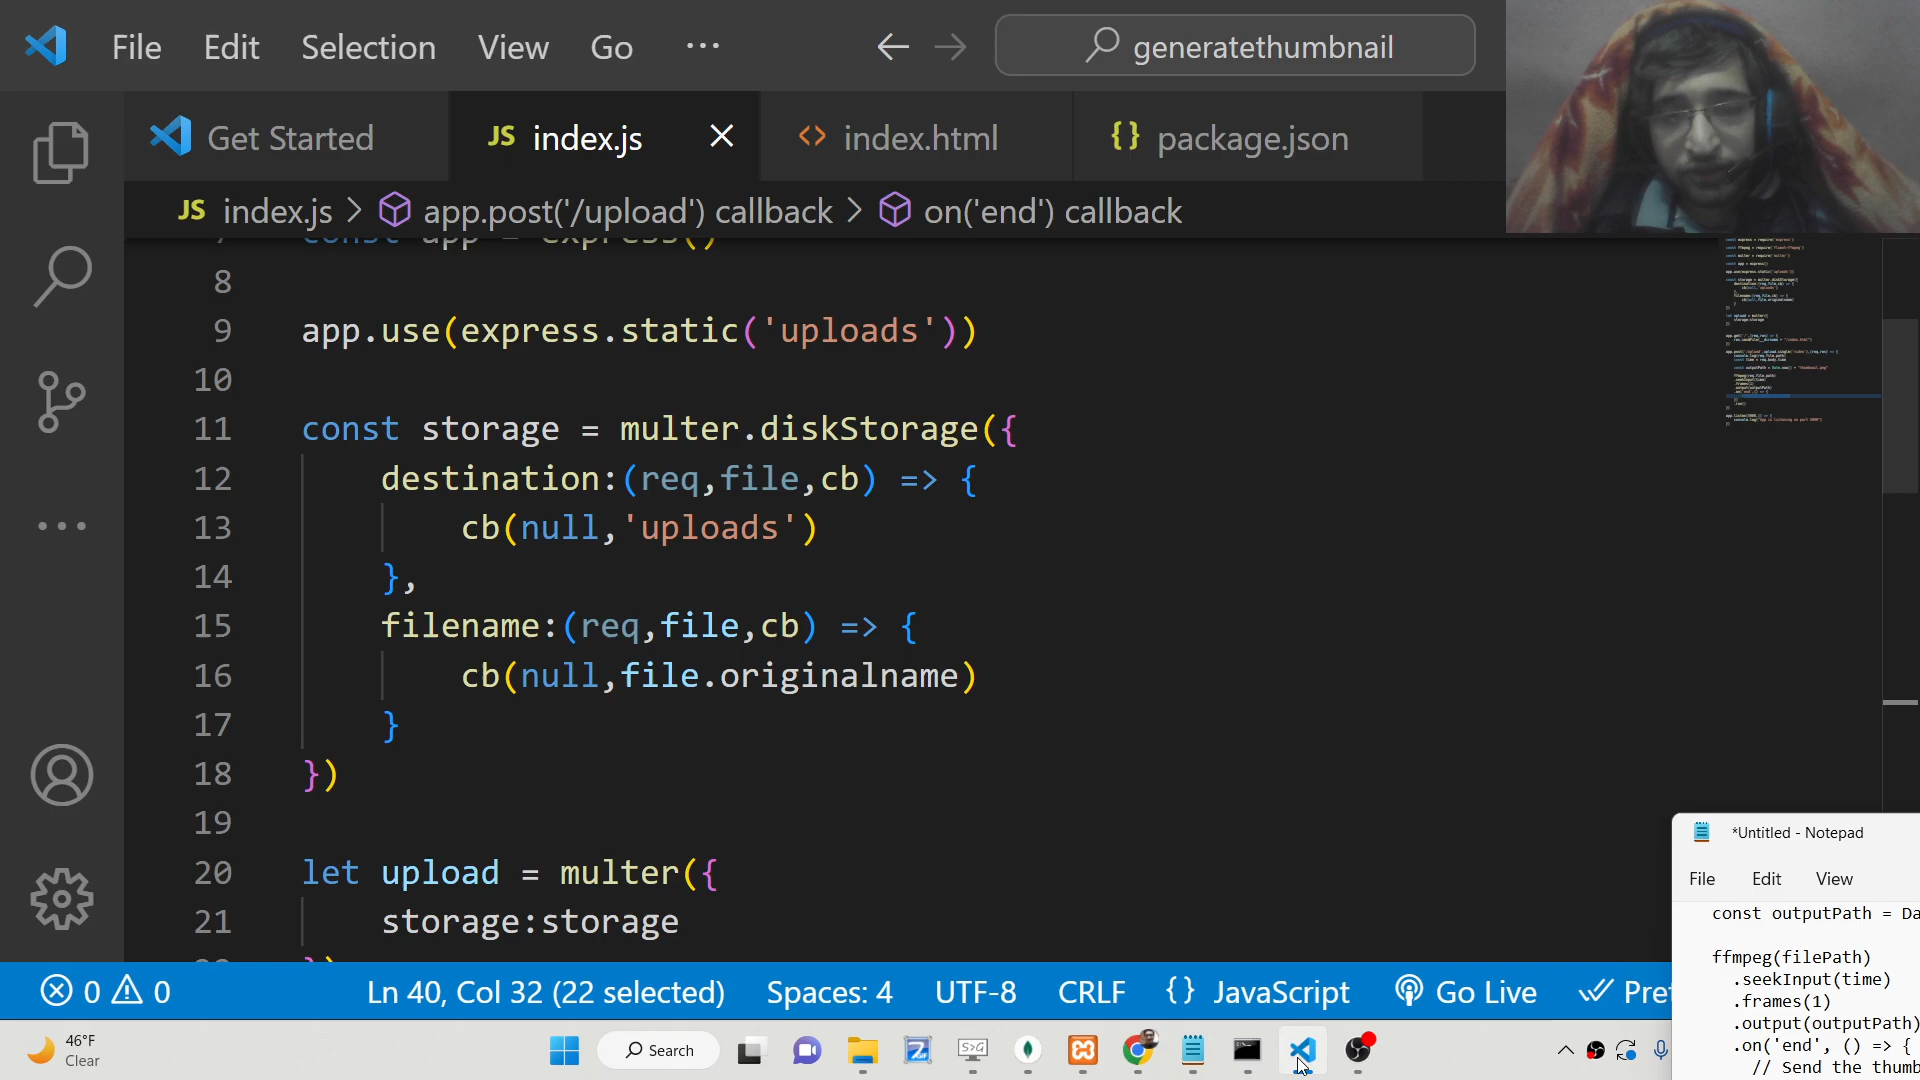 File Edit Selection View Go ···
generatethumbnail
Get Started
JS index.js
<> index.html
{} package.json
JS index.js > app.post('/upload') callback > on('end') callback
7 const app = express()
8
9 app.use(express.static('uploads'))
10
11 const storage = multer.diskStorage({
12 destination:(req,file,cb) => {
13 cb(null,'uploads')
14 },
15 filename:(req,file,cb) => {
16 cb(null,file.originalname)
17 }
18 })
19
20 let upload = multer({
21 storage:storage
*Untitled - Notepad
File Edit View
const outputPath = Da
ffmpeg(filePath)
.seekInput(time)
.frames(1)
.output(outputPath)
.on('end', () => {
// Send the thumb
0 0 Ln 40, Col 32 (22 selected) Spaces: 4 UTF-8 CRLF {} JavaScript Go Live Pret
46°F
Clear
Search